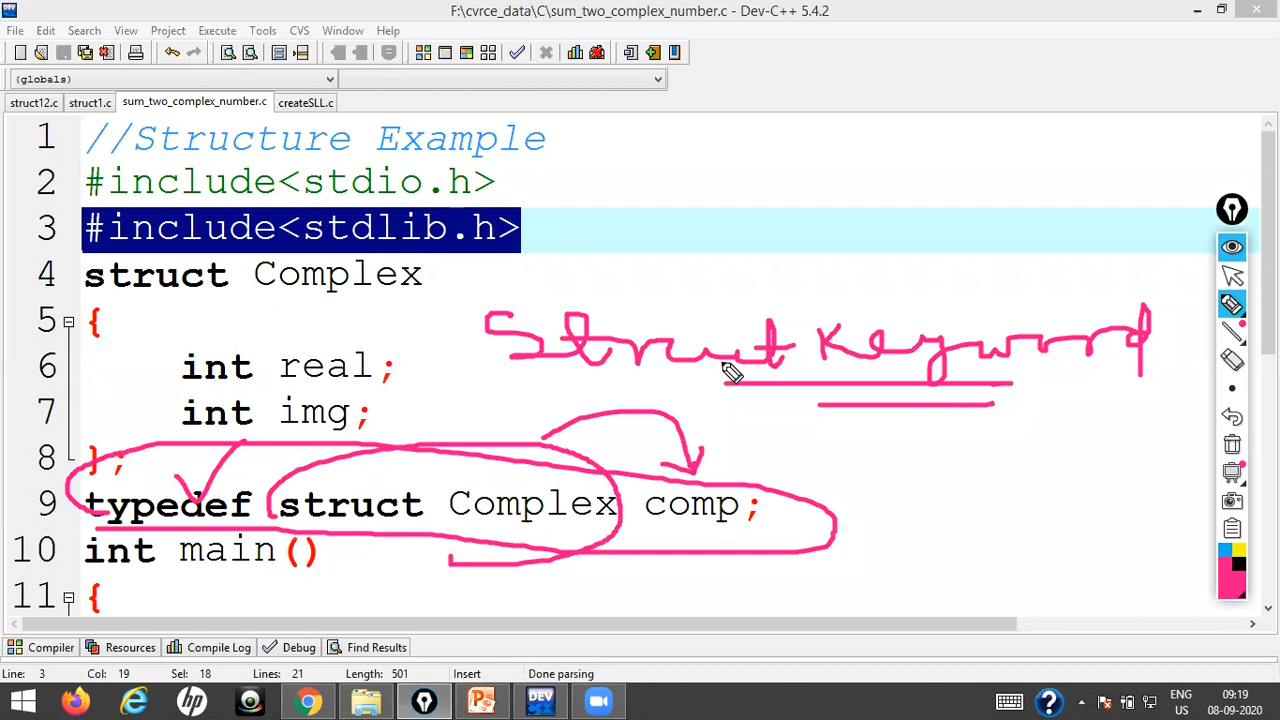 F:\cvrce_data\C\sum_two_complex_number.c - Dev-C++ 5.4.2
File Edit Search View Project Execute Tools CVS Window Help
(globals)
struct12.c struct1.c sum_two_complex_number.c createSLL.c
1 //Structure Example
2 #include<stdio.h>
3 #include<stdlib.h>
4 struct Complex
5 {
Struct Keyword
6 int real;
7 int img;
8 };
9 typedef struct Complex comp;
10 int main()
11 {
Compiler Resources Compile Log Debug Find Results
Line: 3 Col: 19 Sel: 18 Lines: 21 Length: 501 Insert Done parsing
hp DEV ENG 09:19
US 08-09-2020